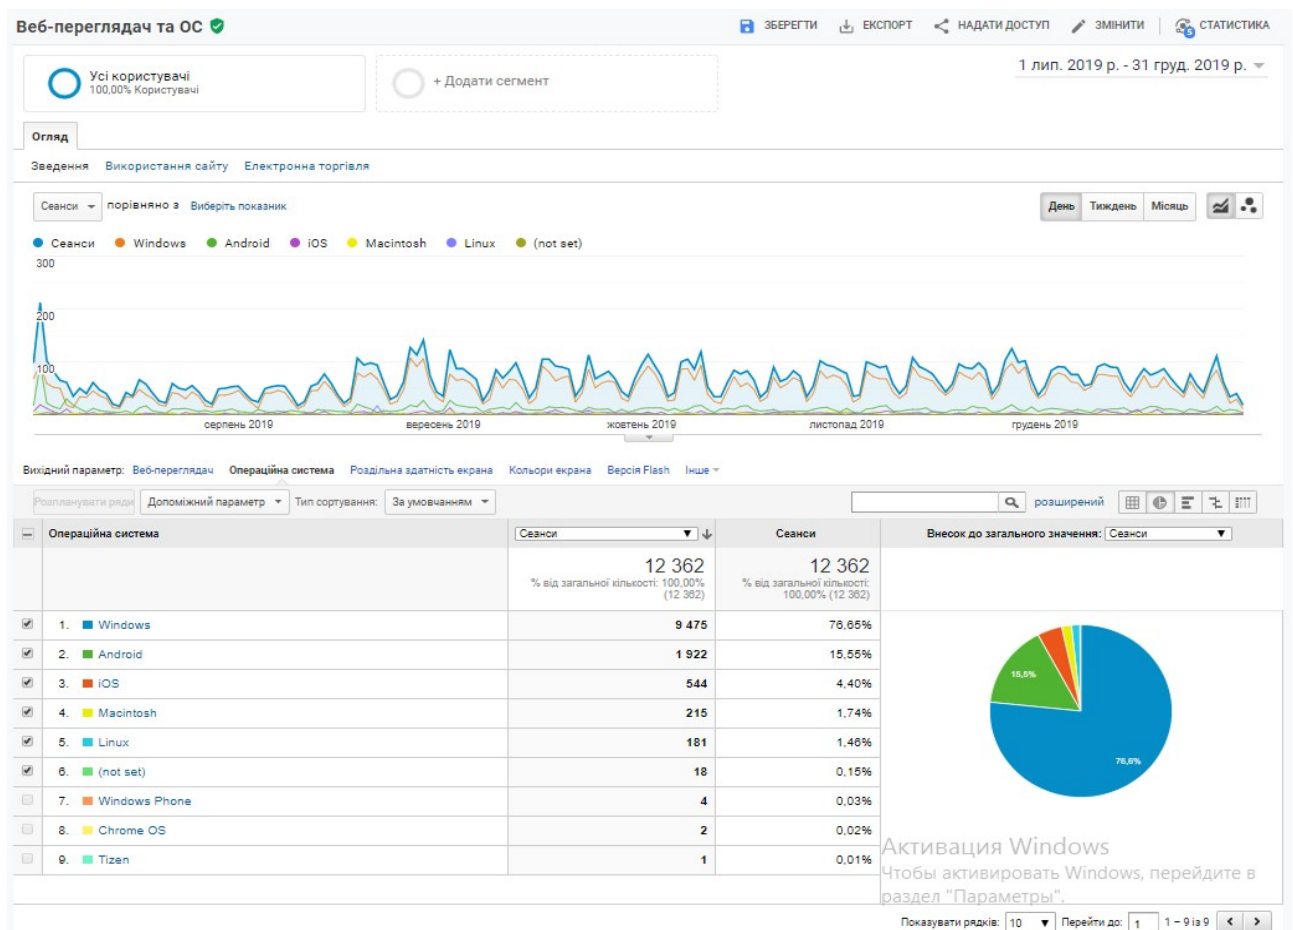 Веб-переглядач та ОС
ЗБЕРЕГТИ ЕКСПОРТ НАДАТИ ДОСТУП ЗМІНИТИ СТАТИСТИКА
5
Усі користувачі
100,00% Користувачі
+ Додати сегмент
1 лип. 2019 р. - 31 груд. 2019 р.
Огляд
Зведення Використання сайту Електронна торгівля
Сеанси порівняно з Виберіть показник
День Тиждень Місяць
Сеанси Windows Android iOS Macintosh Linux (not set)
300
200
100
серпень 2019 вересень 2019 жовтень 2019 листопад 2019 грудень 2019
Вихідний параметр: Веб-переглядач Операційна система Роздільна здатність екрана Кольори екрана Версія Flash Інше
Розпланувати ряди Допоміжний параметр Тип сортування: За умовчанням розширений
Операційна система Сеанси Сеанси Внесок до загального значення: Сеанси
12 362 12 362
% від загальної кількості: 100,00% (12 362)
% від загальної кількості: 100,00% (12 362)
1. Windows 9 475 76,65%
2. Android 1 922 15,55%
3. iOS 544 4,40%
4. Macintosh 215 1,74%
5. Linux 181 1,46%
6. (not set) 18 0,15%
7. Windows Phone 4 0,03%
8. Chrome OS 2 0,02%
9. Tizen 1 0,01%
15,5%
76,6%
Активация Windows
Чтобы активировать Windows, перейдите в
раздел "Параметры".
Показувати рядків: 10 Перейти до: 1 1 – 9 із 9